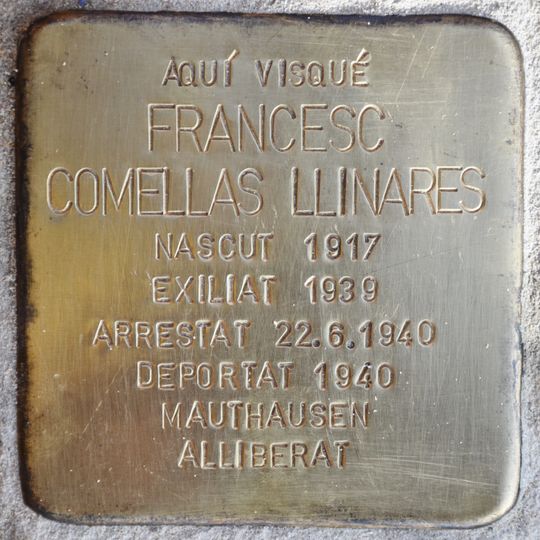 AQUÍ VISQUÉ
FRANCESC
COMELLAS LLINARES
NASCUT 1917
EXILIAT 1939
ARRESTAT 22.6.1940
DEPORTAT 1940
MAUTHAUSEN
ALLIBERAT